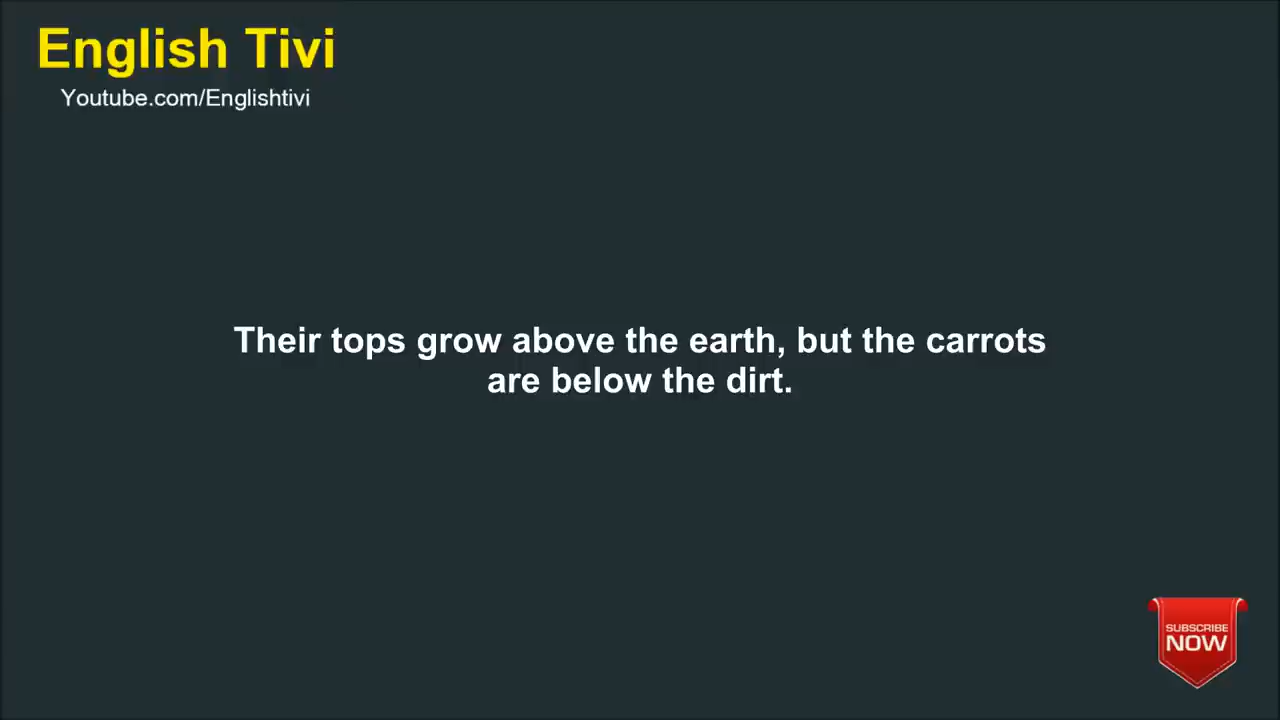 English Tivi
Youtube.com/Englishtivi
Their tops grow above the earth, but the carrots
are below the dirt.
SUBSCRIBE
NOW